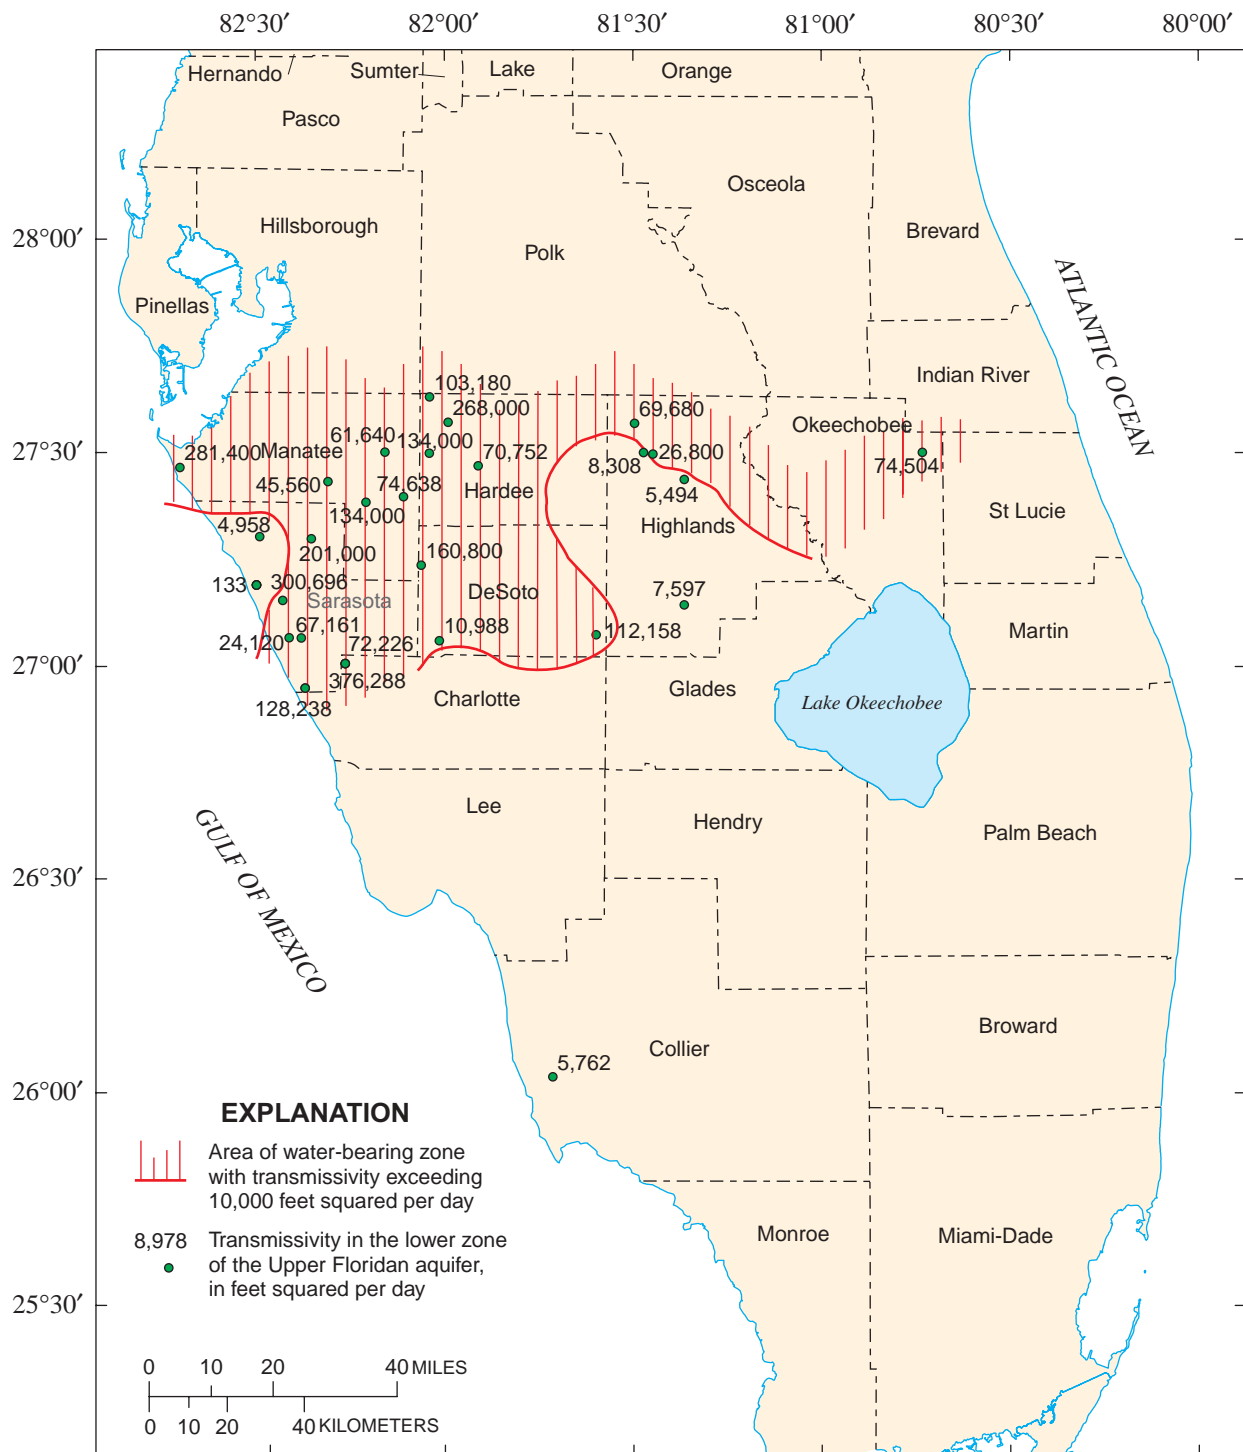 82°30′ 82°00′ 81°30′ 81°00′ 80°30′ 80°00′
Hernando
Sumter
Lake
Orange
Pasco
Osceola
Hillsborough
Brevard
28°00′
Polk
Pinellas
ATLANTIC OCEAN
Indian River
103,180
268,000
69,680
Okeechobee
27°30′
281,400
Manatee
61,640
134,000
70,752
8,308
26,800
74,504
45,560
74,638
Hardee
5,494
134,000
Highlands
St Lucie
4,958
201,000
160,800
133
300,696
Sarasota
DeSoto
7,597
67,161
10,988
112,158
Martin
24,120
72,226
27°00′
376,288
Charlotte
Glades
Lake Okeechobee
128,238
GULF OF MEXICO
Lee
Hendry
Palm Beach
26°30′
Broward
Collier
5,762
26°00′
EXPLANATION
Area of water-bearing zone
with transmissivity exceeding
10,000 feet squared per day
8,978
Transmissivity in the lower zone
of the Upper Floridan aquifer,
in feet squared per day
Monroe
Miami-Dade
25°30′
0 10 20 40 MILES
0 10 20 40 KILOMETERS